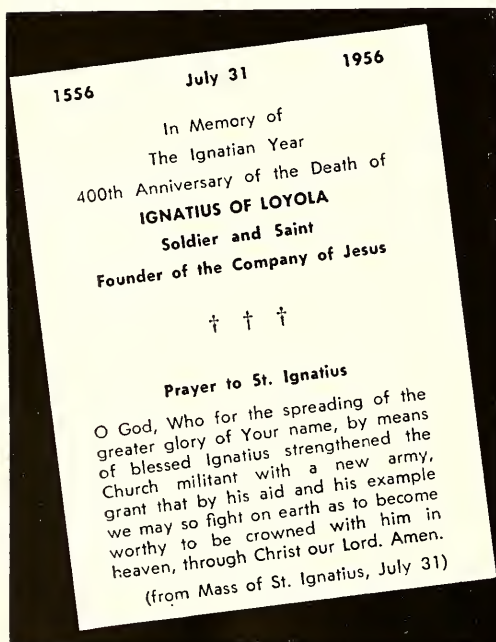 1556 July 31 1956
In Memory of
The Ignatian Year
400th Anniversary of the Death of
IGNATIUS OF LOYOLA
Soldier and Saint
Founder of the Company of Jesus
† † †
Prayer to St. Ignatius
O God, Who for the spreading of the
greater glory of Your name, by means
of blessed Ignatius strengthened the
Church militant with a new army,
grant that by his aid and his example
we may so fight on earth as to become
worthy to be crowned with him in
heaven, through Christ our Lord. Amen.
(from Mass of St. Ignatius, July 31)